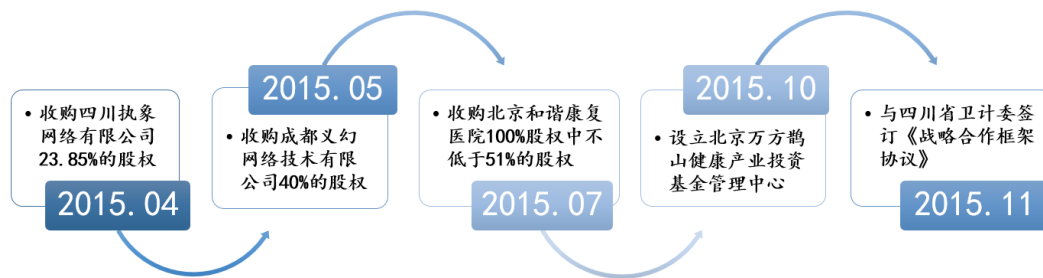 • 收购四川执象
网络有限公司
23.85%的股权
2015.04
2015.05
• 收购成都义幻
网络技术有限
公司40%的股权
• 收购北京和谐康复
医院100%股权中不
低于51%的股权
2015.07
2015.10
• 设立北京万方鹊
山健康产业投资
基金管理中心
• 与四川省卫计委签
订《战略合作框架
协议》
2015.11